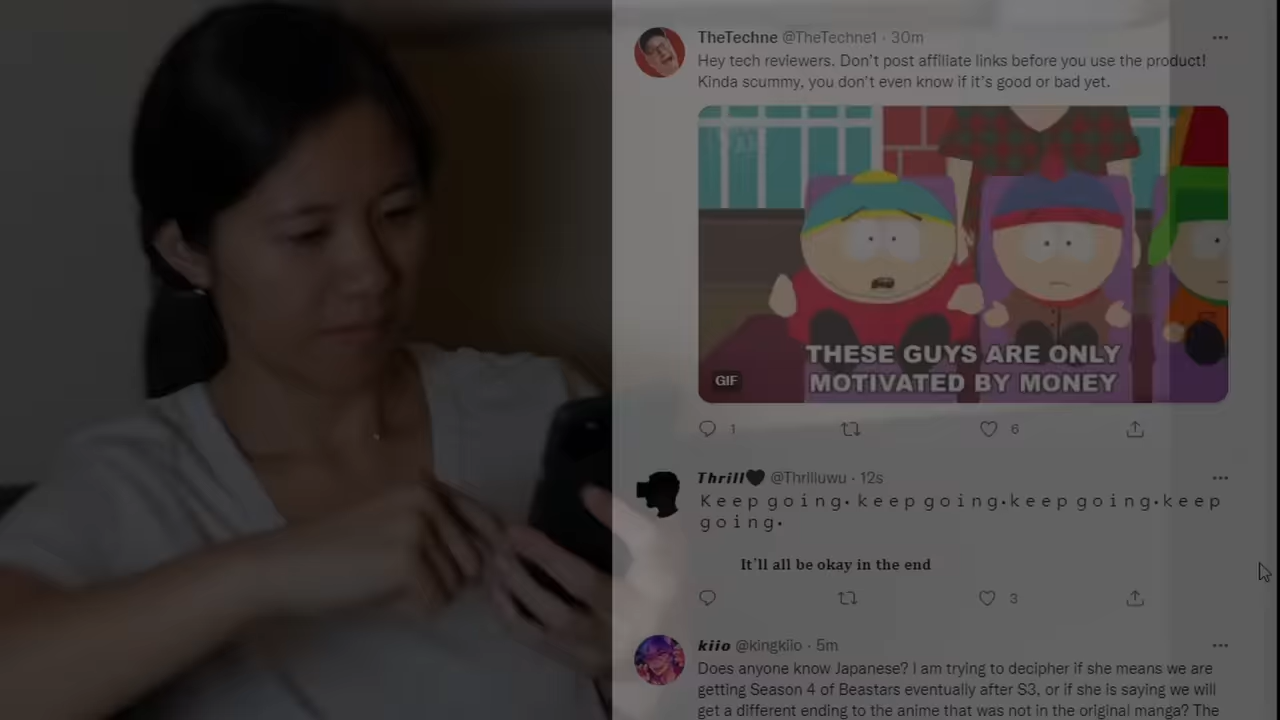 TheTechne @TheTechne1 · 30m
Hey tech reviewers. Don't post affiliate links before you use the product!
Kinda scummy, you don't even know if it's good or bad yet.
THESE GUYS ARE ONLY
MOTIVATED BY MONEY
GIF
1 6
Thrill🖤 @Thrilluwu · 12s
Keep going. keep going.keep going.keep
going.
It'll all be okay in the end
3
kiio @kingkiio · 5m
Does anyone know Japanese? I am trying to decipher if she means we are
getting Season 4 of Beastars eventually after S3, or if she is saying we will
get a different ending to the anime that was not in the original manga? The